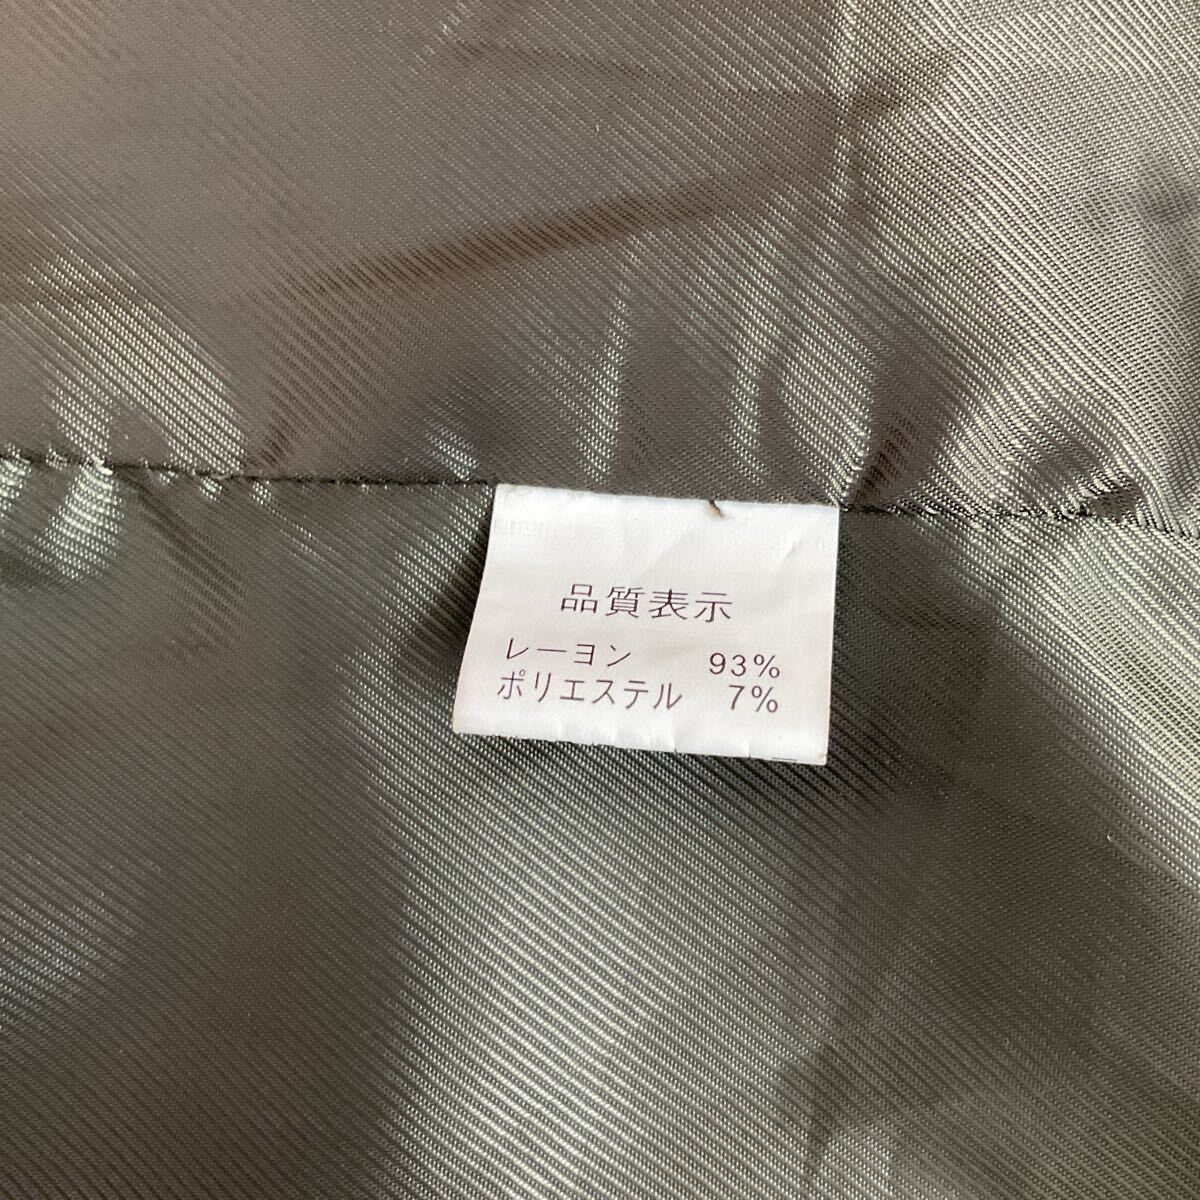 品質表示
レーヨン 93%
ポリエステル 7%